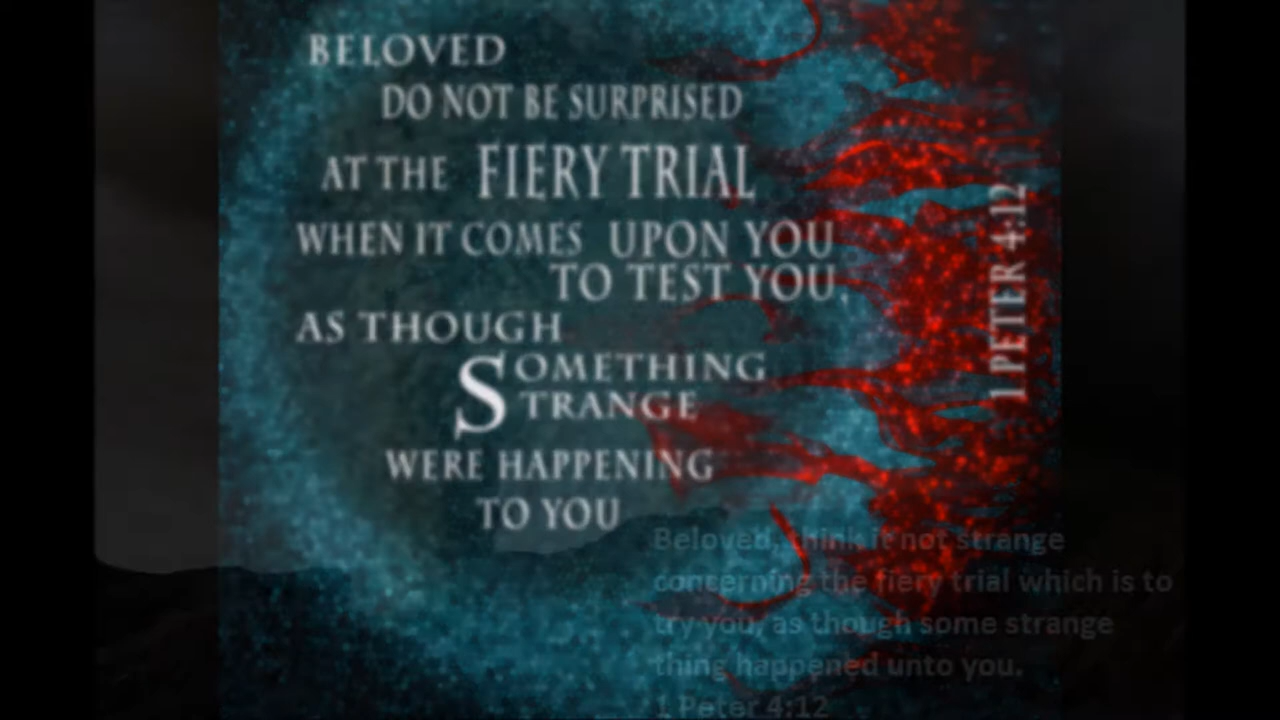 BELOVED
DO NOT BE SURPRISED
AT THE FIERY TRIAL
WHEN IT COMES UPON YOU
TO TEST YOU,
AS THOUGH
SOMETHING
STRANGE
WERE HAPPENING
TO YOU
1 PETER 4:12
Beloved, think it not strange
concerning the fiery trial which is to
try you, as though some strange
thing happened unto you.
1 Peter 4:12